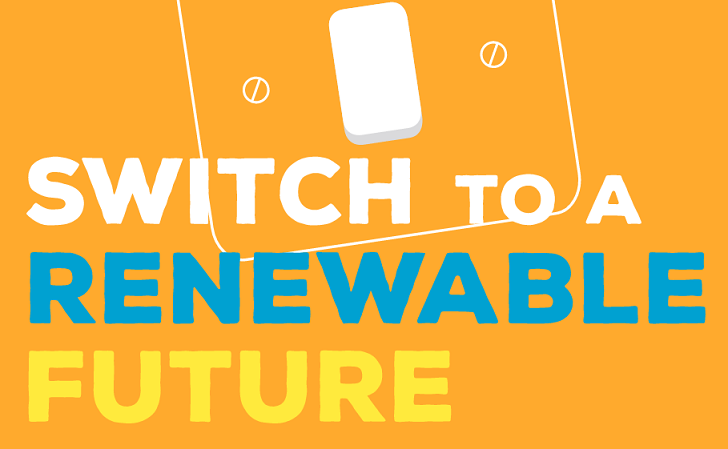 SWITCH TO A
RENEWABLE
FUTURE